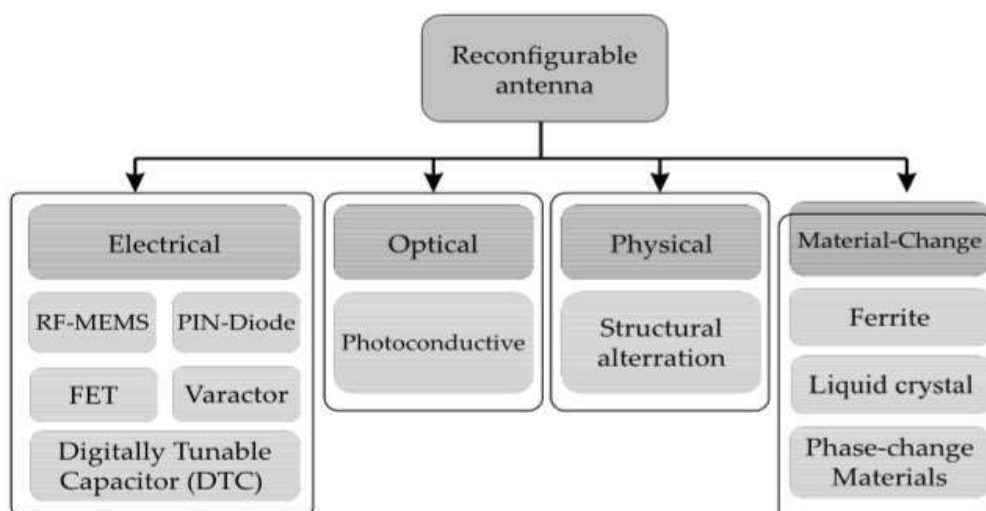 Reconfigurable
antenna
Electrical
RF-MEMS
PIN-Diode
FET
Varactor
Digitally Tunable
Capacitor (DTC)
Optical
Photoconductive
Physical
Structural
alterration
Material-Change
Ferrite
Liquid crystal
Phase-change
Materials